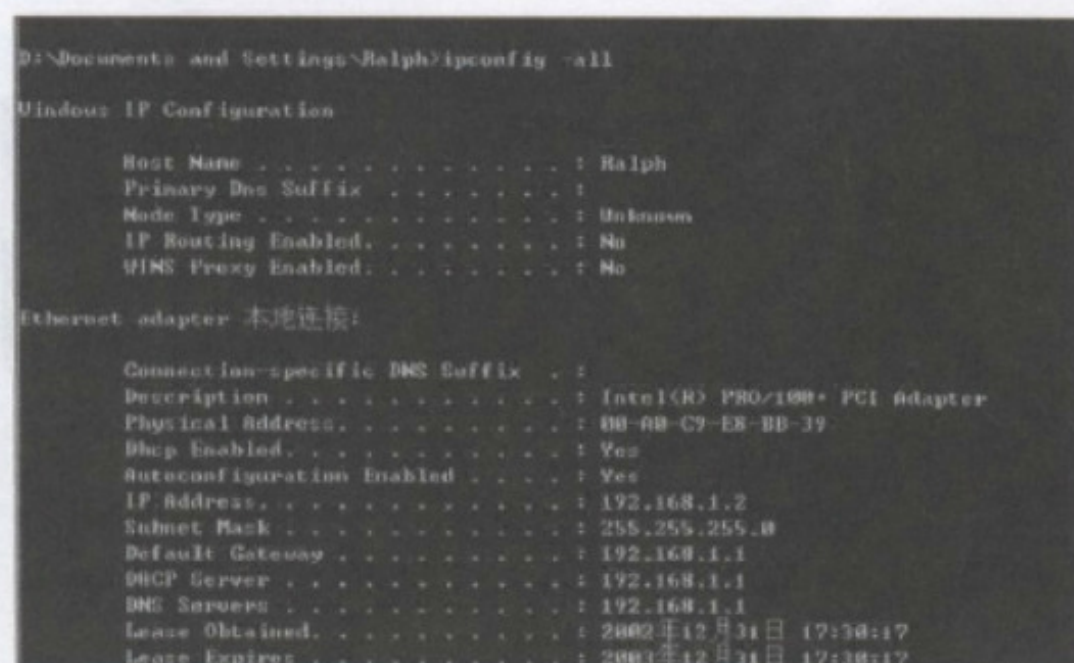 D:\Documents and Settings\Ralph>ipconfig -all
Windows IP Configuration
Host Name . . . . . . . . . . . . : Ralph
Primary Dns Suffix . . . . . . . :
Node Type . . . . . . . . . . . . : Unknown
IP Routing Enabled. . . . . . . . : No
WINS Proxy Enabled. . . . . . . . : No
Ethernet adapter 本地连接:
Connection-specific DNS Suffix . :
Description . . . . . . . . . . . : Intel(R) PRO/100+ PCI Adapter
Physical Address. . . . . . . . . : 00-A0-C9-E8-BB-39
Dhcp Enabled. . . . . . . . . . . : Yes
Autoconfiguration Enabled . . . . : Yes
IP Address. . . . . . . . . . . . : 192.168.1.2
Subnet Mask . . . . . . . . . . . : 255.255.255.0
Default Gateway . . . . . . . . . : 192.168.1.1
DHCP Server . . . . . . . . . . . : 192.168.1.1
DNS Servers . . . . . . . . . . . : 192.168.1.1
Lease Obtained. . . . . . . . . . : 2002年12月31日 17:30:17
Lease Expires . . . . . . . . . . : 2003年12月31日 17:30:17